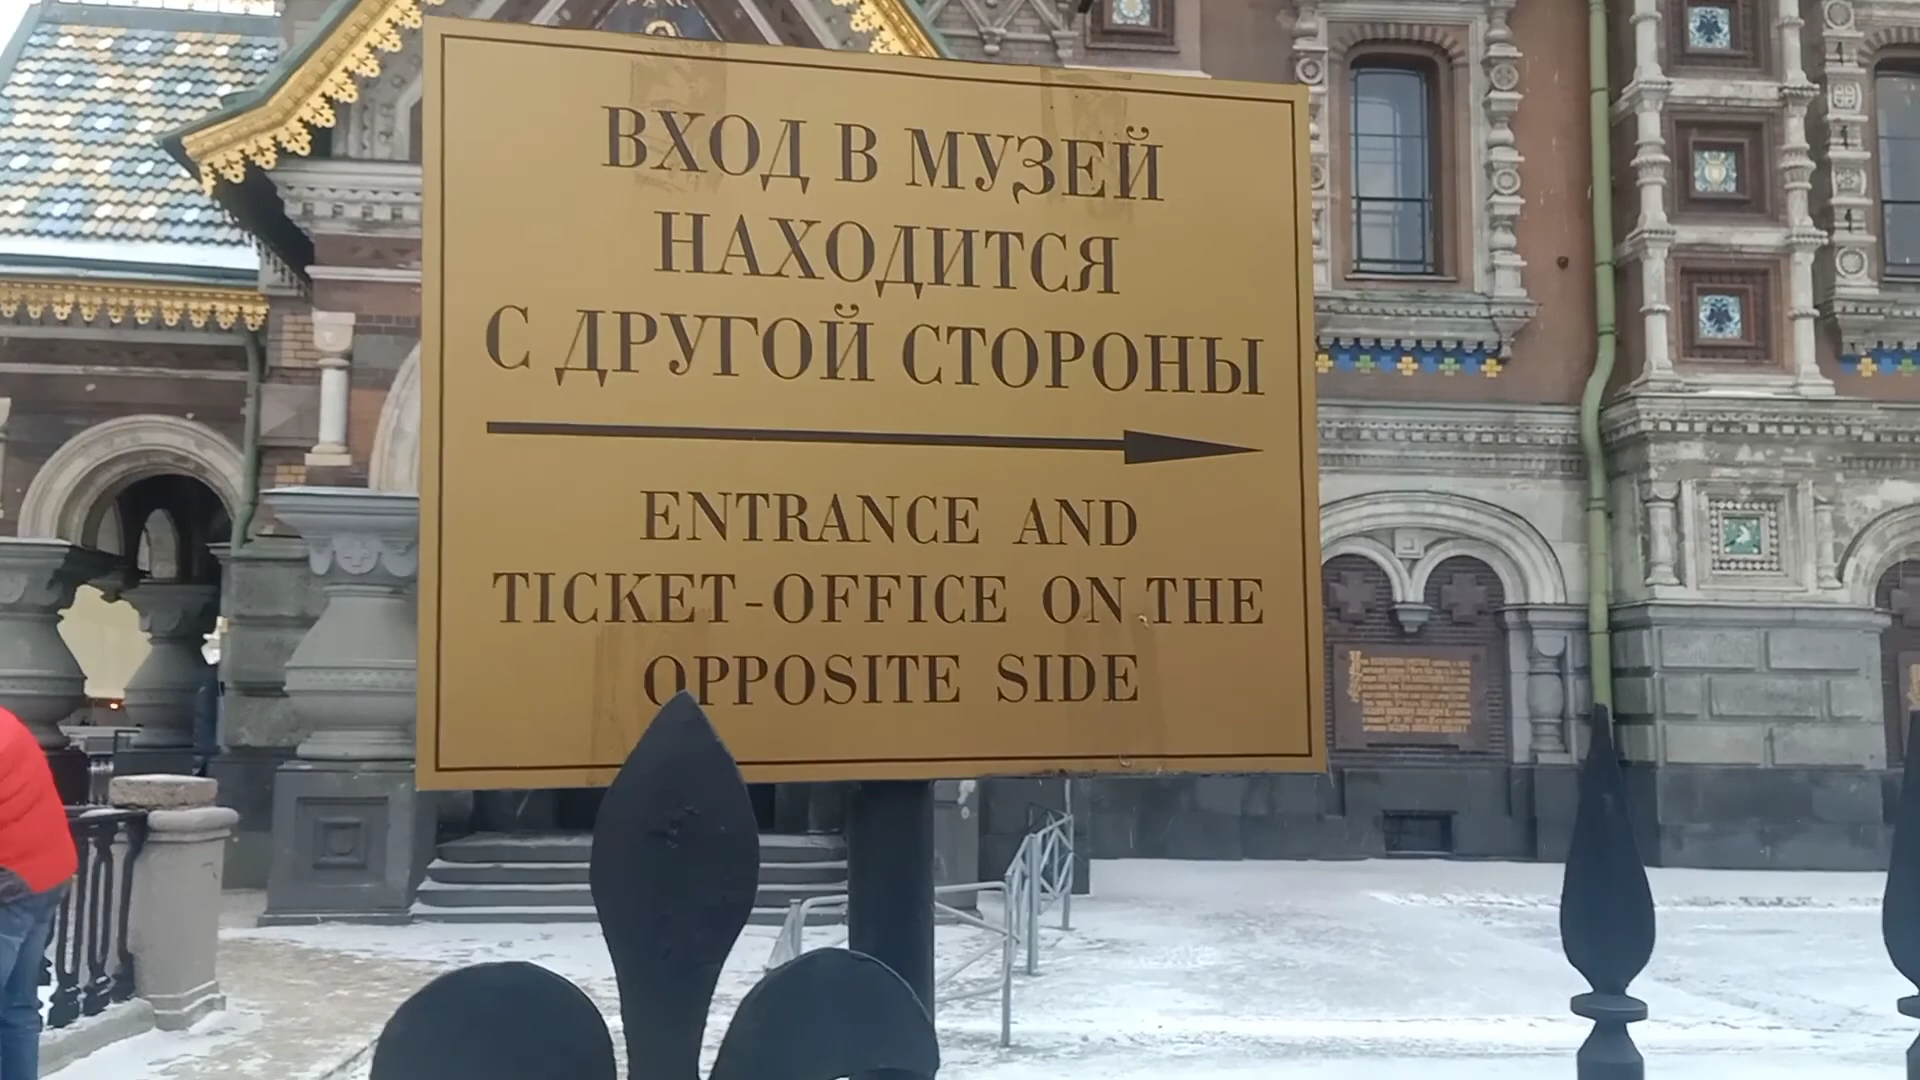 ВХОД В МУЗЕЙ
НАХОДИТСЯ
С ДРУГОЙ СТОРОНЫ
ENTRANCE AND
TICKET-OFFICE ON THE
OPPOSITE SIDE